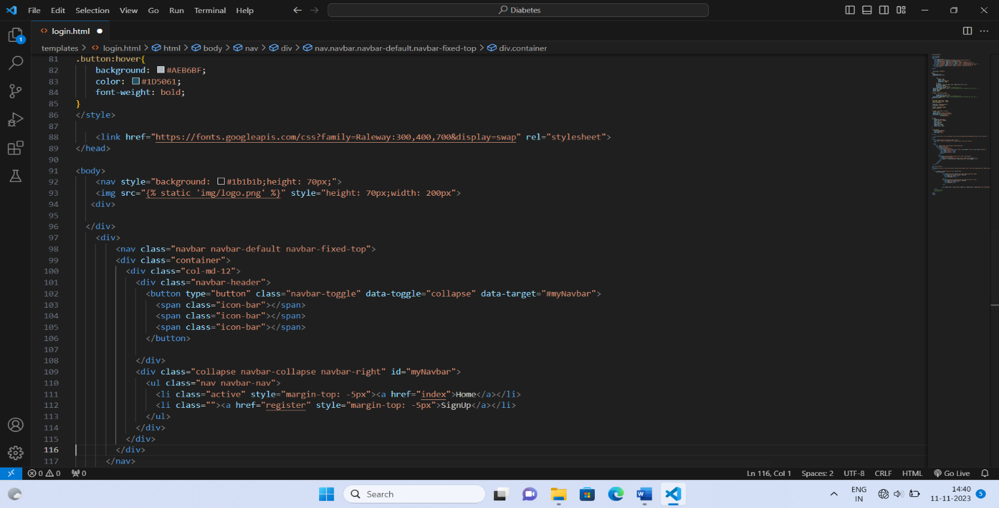 File Edit Selection View Go Run Terminal Help Diabetes
login.html
1
templates > login.html > html > body > nav > div > nav.navbar.navbar-default.navbar-fixed-top > div.container
81 .button:hover{
82 background: #AEB6BF;
83 color: #1D5061;
84 font-weight: bold;
85 }
86 </style>
87
88 <link href="https://fonts.googleapis.com/css?family=Raleway:300,400,700&display=swap" rel="stylesheet">
89 </head>
90
91 <body>
92 <nav style="background: #1b1b1b;height: 70px;">
93 <img src="{% static 'img/logo.png' %}" style="height: 70px;width: 200px">
94 <div>
95
96 </div>
97 <div>
98 <nav class="navbar navbar-default navbar-fixed-top">
99 <div class="container">
100 <div class="col-md-12">
101 <div class="navbar-header">
102 <button type="button" class="navbar-toggle" data-toggle="collapse" data-target="#myNavbar">
103 <span class="icon-bar"></span>
104 <span class="icon-bar"></span>
105 <span class="icon-bar"></span>
106 </button>
107
108 </div>
109 <div class="collapse navbar-collapse navbar-right" id="myNavbar">
110 <ul class="nav navbar-nav">
111 <li class="active" style="margin-top: -5px"><a href="index">Home</a></li>
112 <li class=""><a href="register" style="margin-top: -5px">SignUp</a></li>
113 </ul>
114 </div>
115 </div>
116 </div>
117 </nav>
0 0 0 Ln 116, Col 1 Spaces: 2 UTF-8 CRLF HTML Go Live
Search ENG IN 14:40 11-11-2023 5